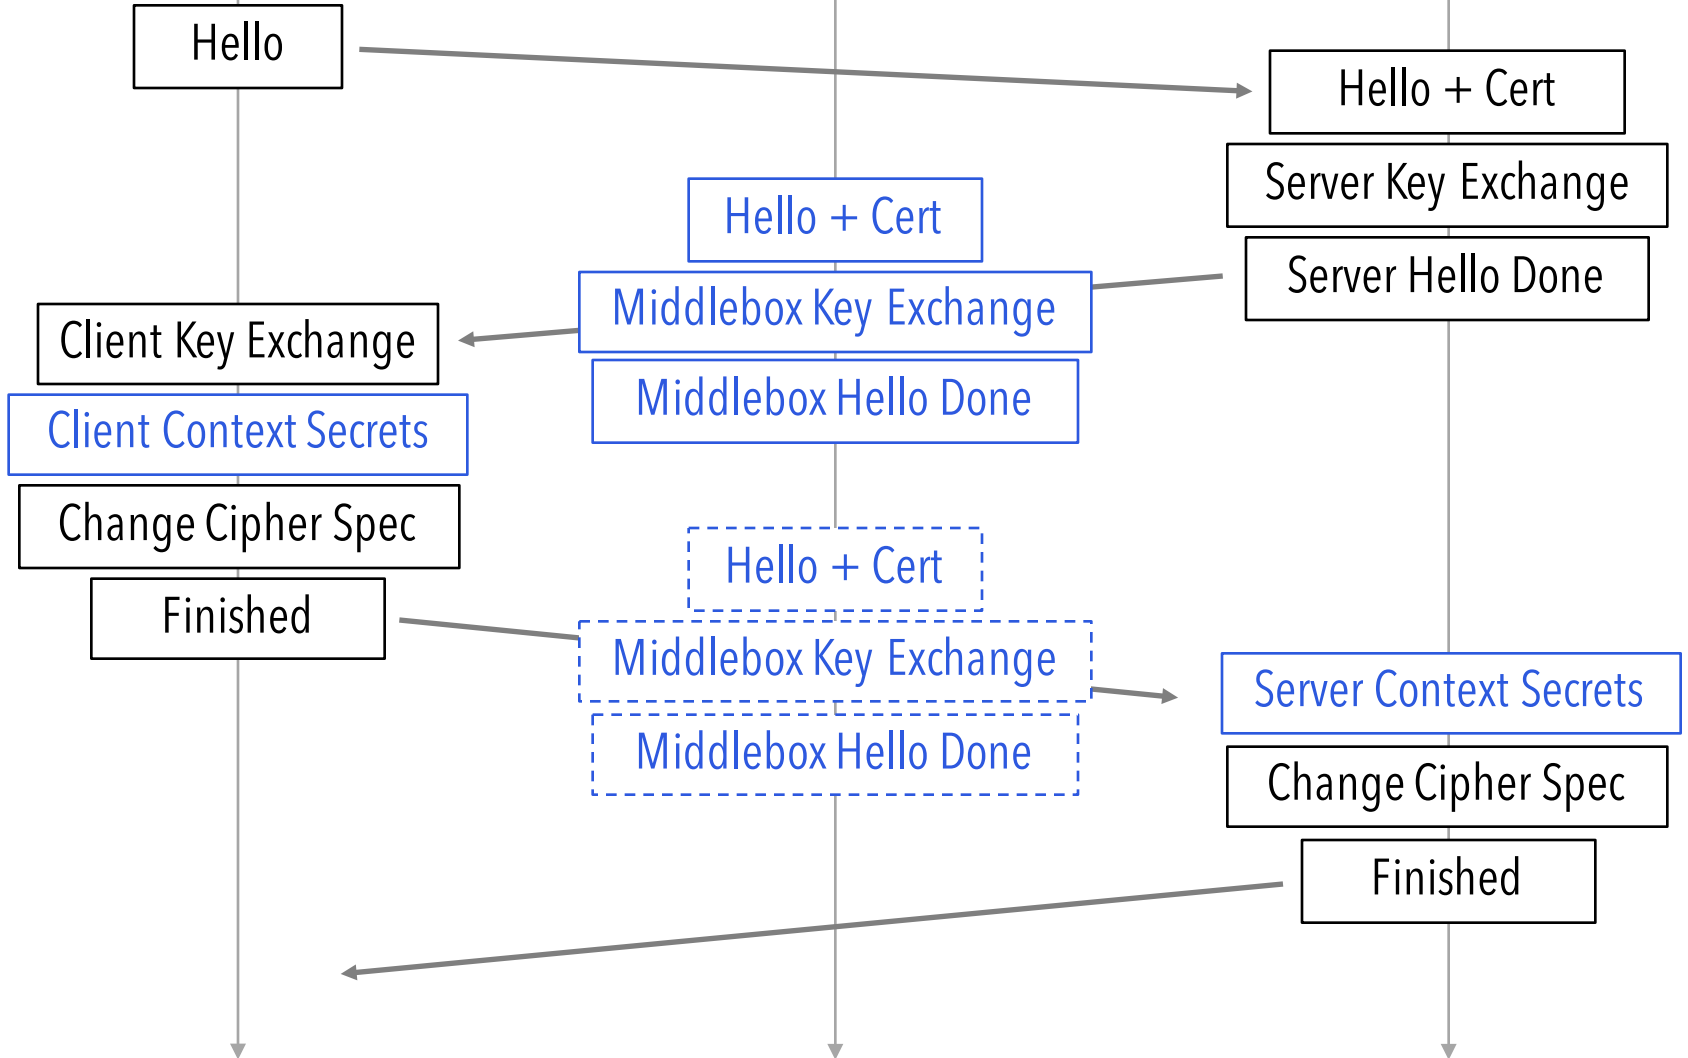 Hello
Hello + Cert
Server Key Exchange
Server Hello Done
Hello + Cert
Middlebox Key Exchange
Middlebox Hello Done
Client Key Exchange
Client Context Secrets
Change Cipher Spec
Finished
Hello + Cert
Middlebox Key Exchange
Middlebox Hello Done
Server Context Secrets
Change Cipher Spec
Finished